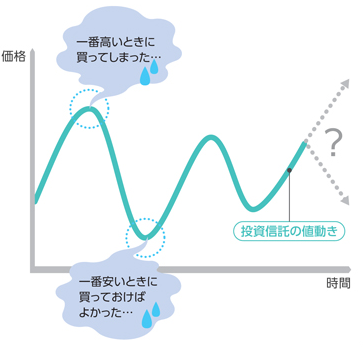 一番高いときに
買ってしまった…
価格
?
投資信託の値動き
時間
一番安いときに
買っておけば
よかった…